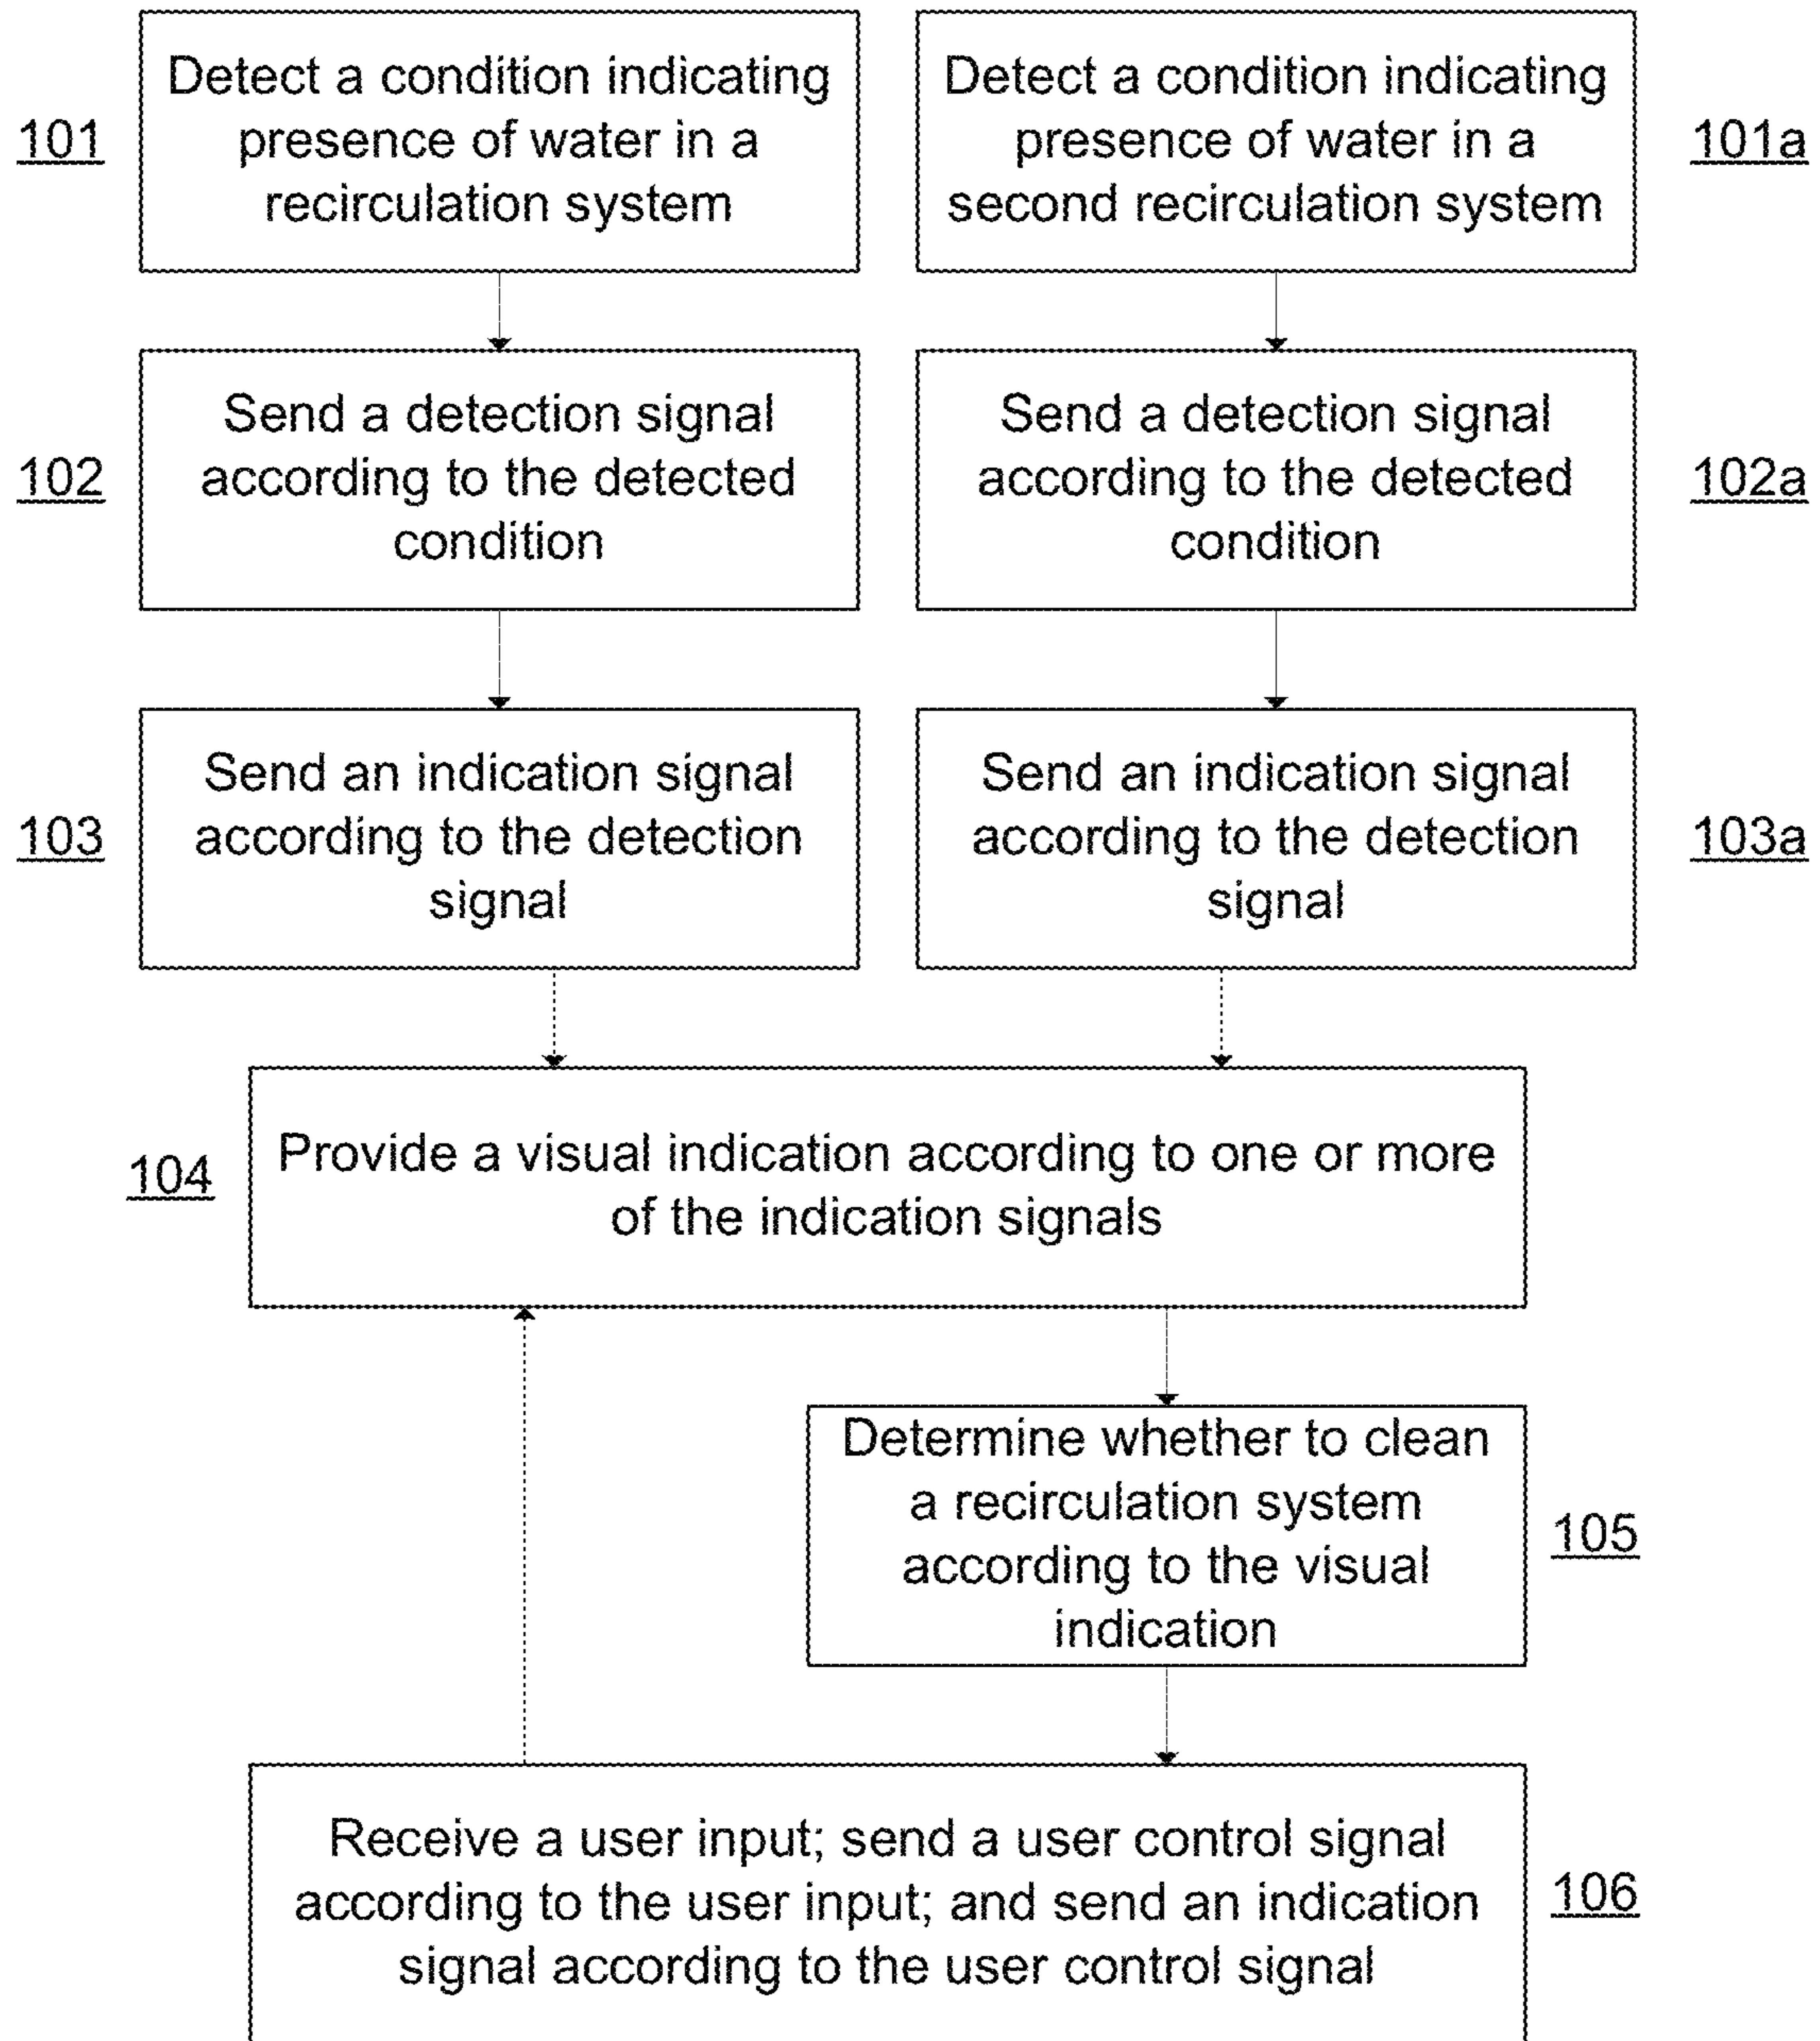 101
Detect a condition indicating
presence of water in a
recirculation system
Detect a condition indicating
presence of water in a
second recirculation system
101a
102
Send a detection signal
according to the detected
condition
Send a detection signal
according to the detected
condition
102a
103
Send an indication signal
according to the detection
signal
Send an indication signal
according to the detection
signal
103a
104
Provide a visual indication according to one or more
of the indication signals
Determine whether to clean
a recirculation system
according to the visual
indication
105
Receive a user input; send a user control signal
according to the user input; and send an indication
signal according to the user control signal
106